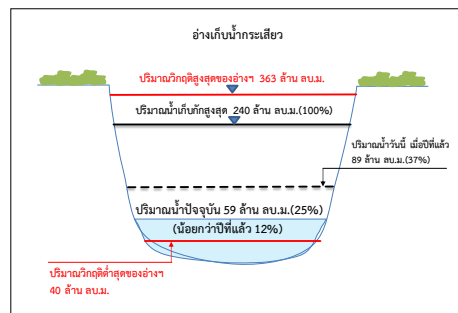 อ่างเก็บน้ำกระเสียว
ปริมาณวิกฤติสูงสุดของอ่างฯ 363 ล้าน ลบ.ม.
ปริมาณน้ำเก็บกักสูงสุด 240 ล้าน ลบ.ม.(100%)
ปริมาณน้ำวันนี้ เมื่อปีที่แล้ว
89 ล้าน ลบ.ม.(37%)
ปริมาณน้ำปัจจุบัน 59 ล้าน ลบ.ม.(25%)
(น้อยกว่าปีที่แล้ว 12%)
ปริมาณวิกฤติต่ำสุดของอ่างฯ
40 ล้าน ลบ.ม.